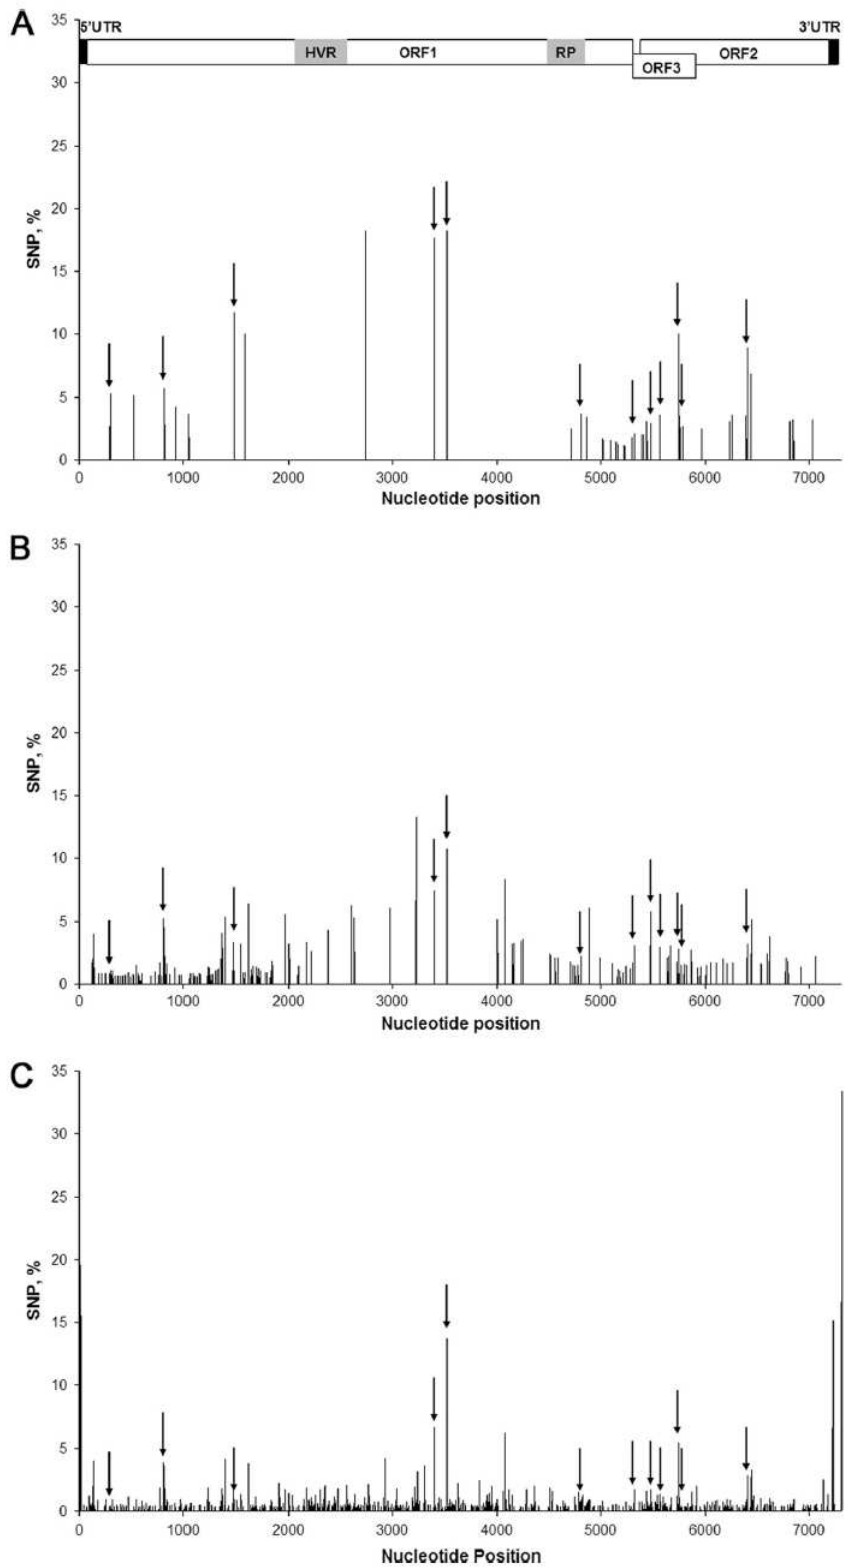 A
5'UTR 3'UTR
HVR ORF1 RP ORF2
ORF3
35
30
25
20
15
10
5
0
SNP, %
0 1000 2000 3000 4000 5000 6000 7000
Nucleotide position
B
35
30
25
20
15
10
5
0
SNP, %
0 1000 2000 3000 4000 5000 6000 7000
Nucleotide position
C
35
30
25
20
15
10
5
0
SNP, %
0 1000 2000 3000 4000 5000 6000 7000
Nucleotide Position